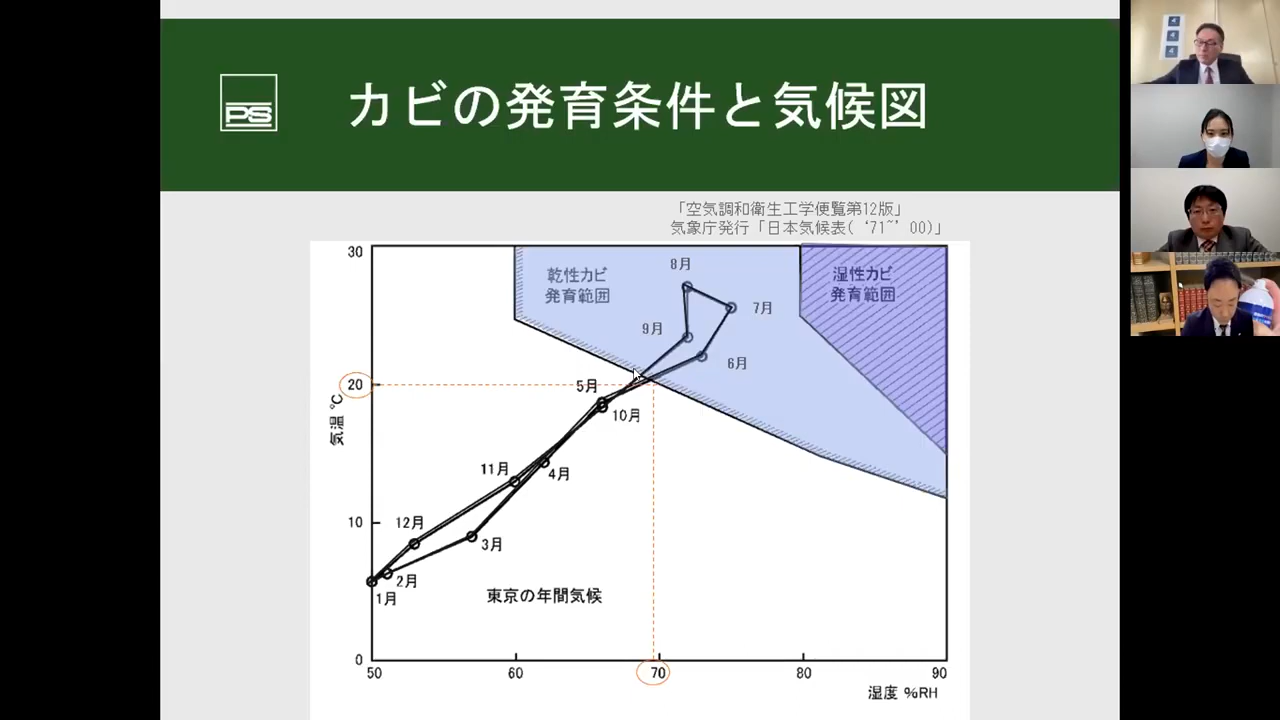 PS
カビの発育条件と気候図
「空気調和衛生工学便覧第12版」
気象庁発行「日本気候表(‘71~’00)」
30
20
10
0
気温 ℃
50
60
70
80
90
湿度 %RH
乾性カビ
発育範囲
湿性カビ
発育範囲
8月
7月
9月
6月
5月
10月
11月
4月
12月
3月
2月
1月
東京の年間気候